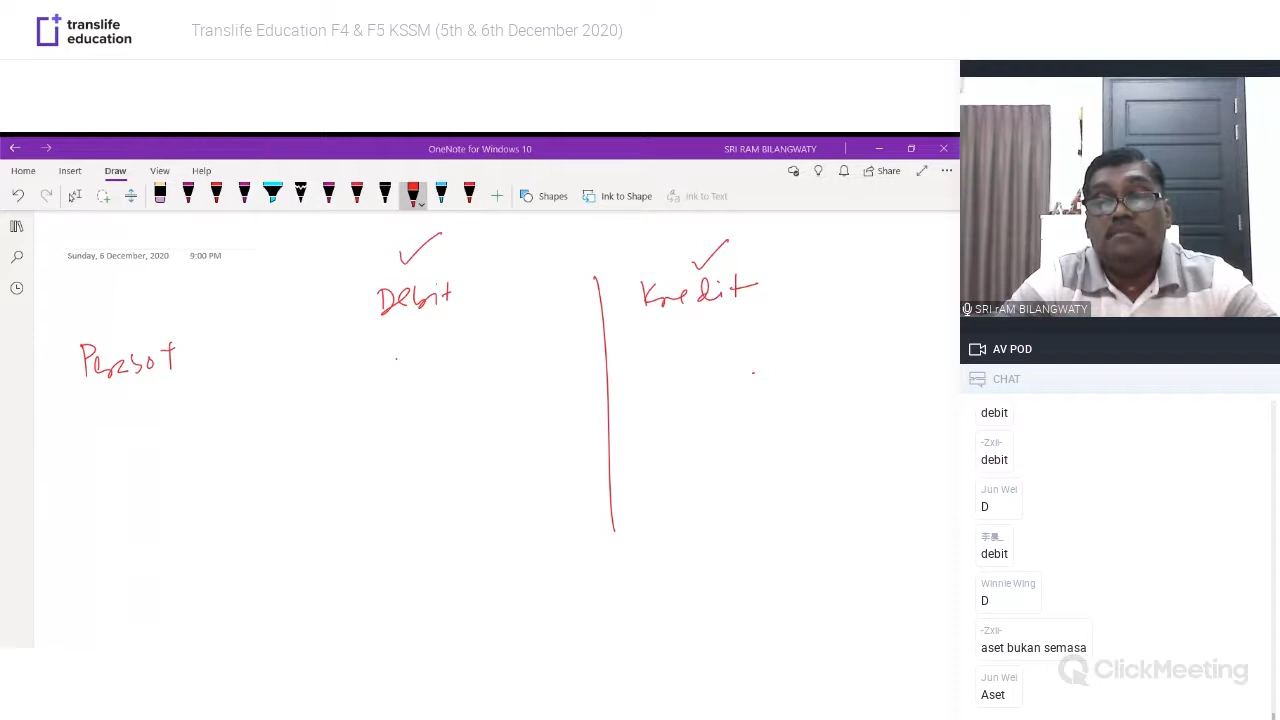 translife
education
Translife Education F4 & F5 KSSM (5th & 6th December 2020)
OneNote for Windows 10
SRI RAM BILANGWATY
Home Insert Draw View Help
Share
Shapes
Ink to Shape
Ink to Text
Sunday, 6 December, 2020 9:00 PM
Debit
Kredit
SRI rAM BILANGWATY
AV POD
CHAT
debit
-Zxii-
debit
Jun Wei
D
debit
Winnie Wing
D
-Zxii-
aset bukan semasa
Jun Wei
Aset
ClickMeeting